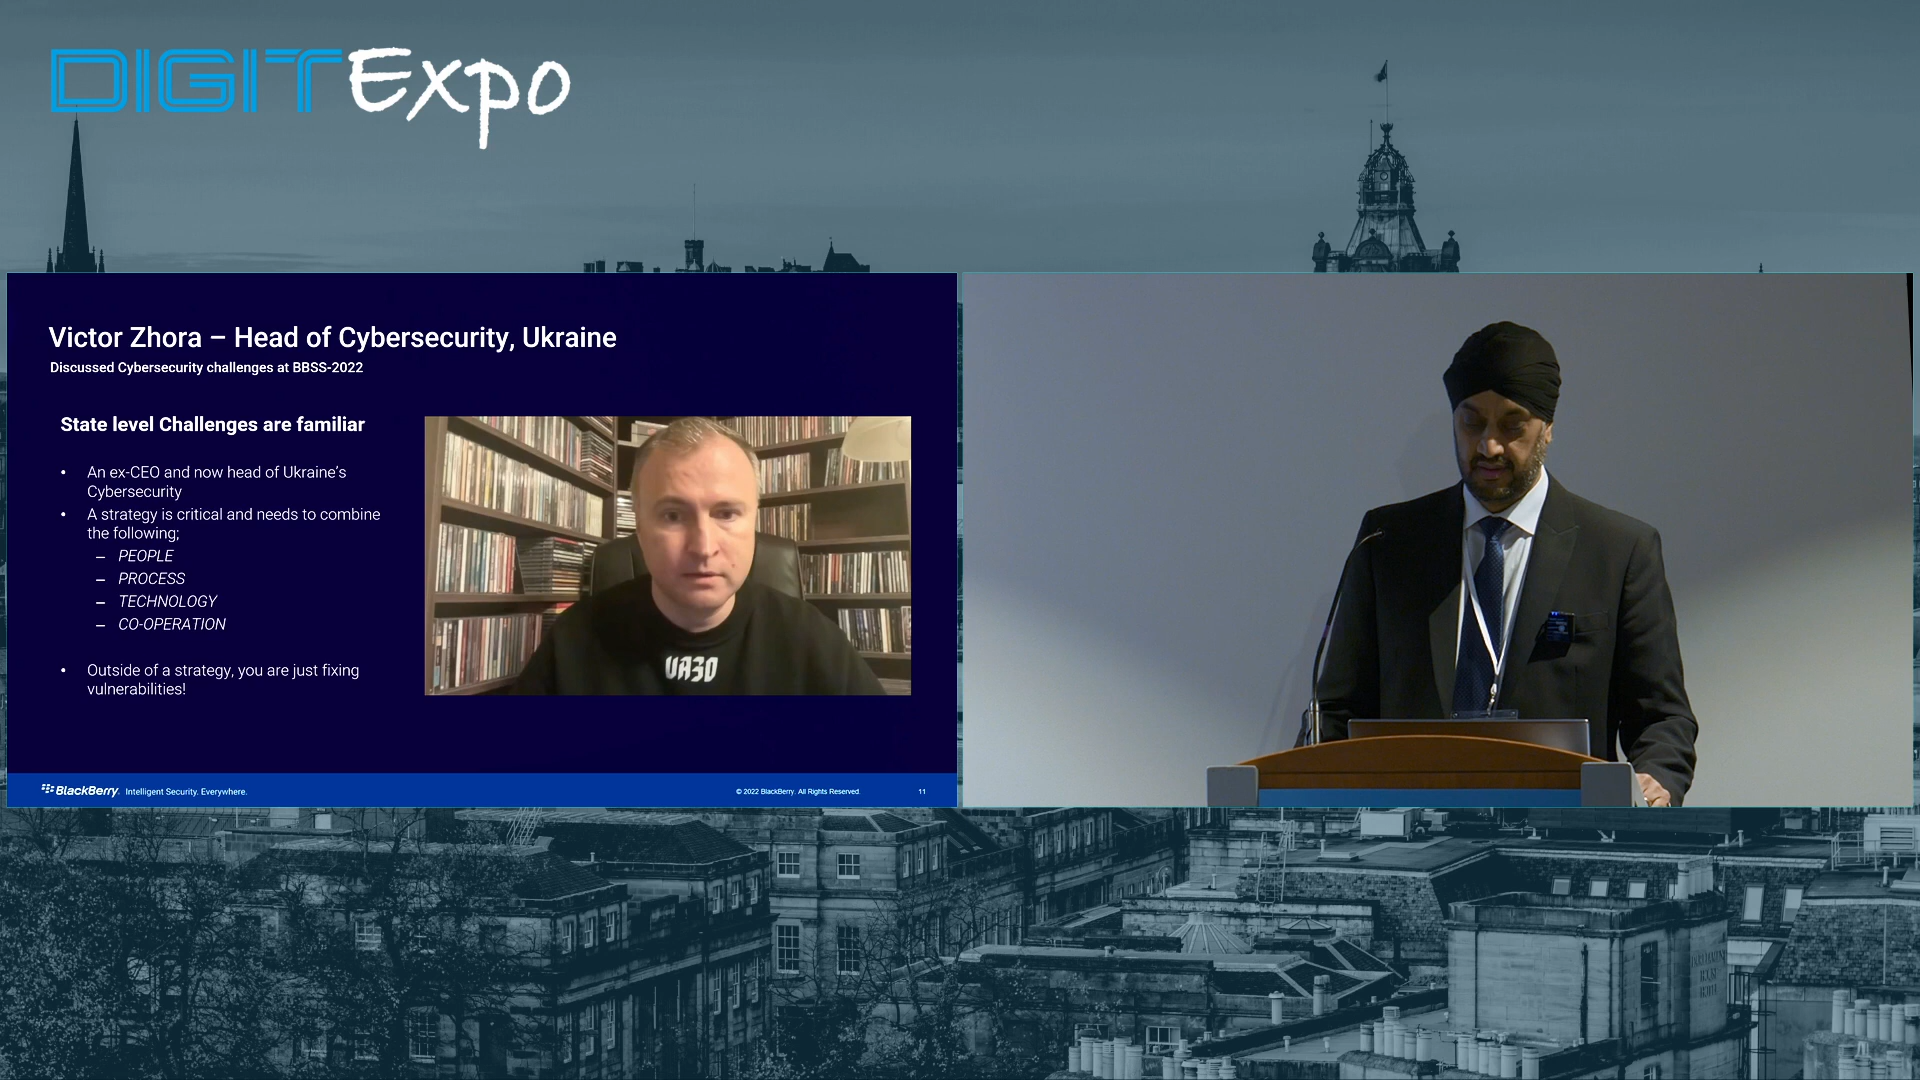 DIGITExpo
Victor Zhora – Head of Cybersecurity, Ukraine
Discussed Cybersecurity challenges at BBSS-2022
State level Challenges are familiar
• An ex-CEO and now head of Ukraine's
Cybersecurity
• A strategy is critical and needs to combine
the following;
– PEOPLE
– PROCESS
– TECHNOLOGY
– CO-OPERATION
• Outside of a strategy, you are just fixing
vulnerabilities!
UA30
BlackBerry. Intelligent Security. Everywhere.
© 2022 BlackBerry. All Rights Reserved.
11